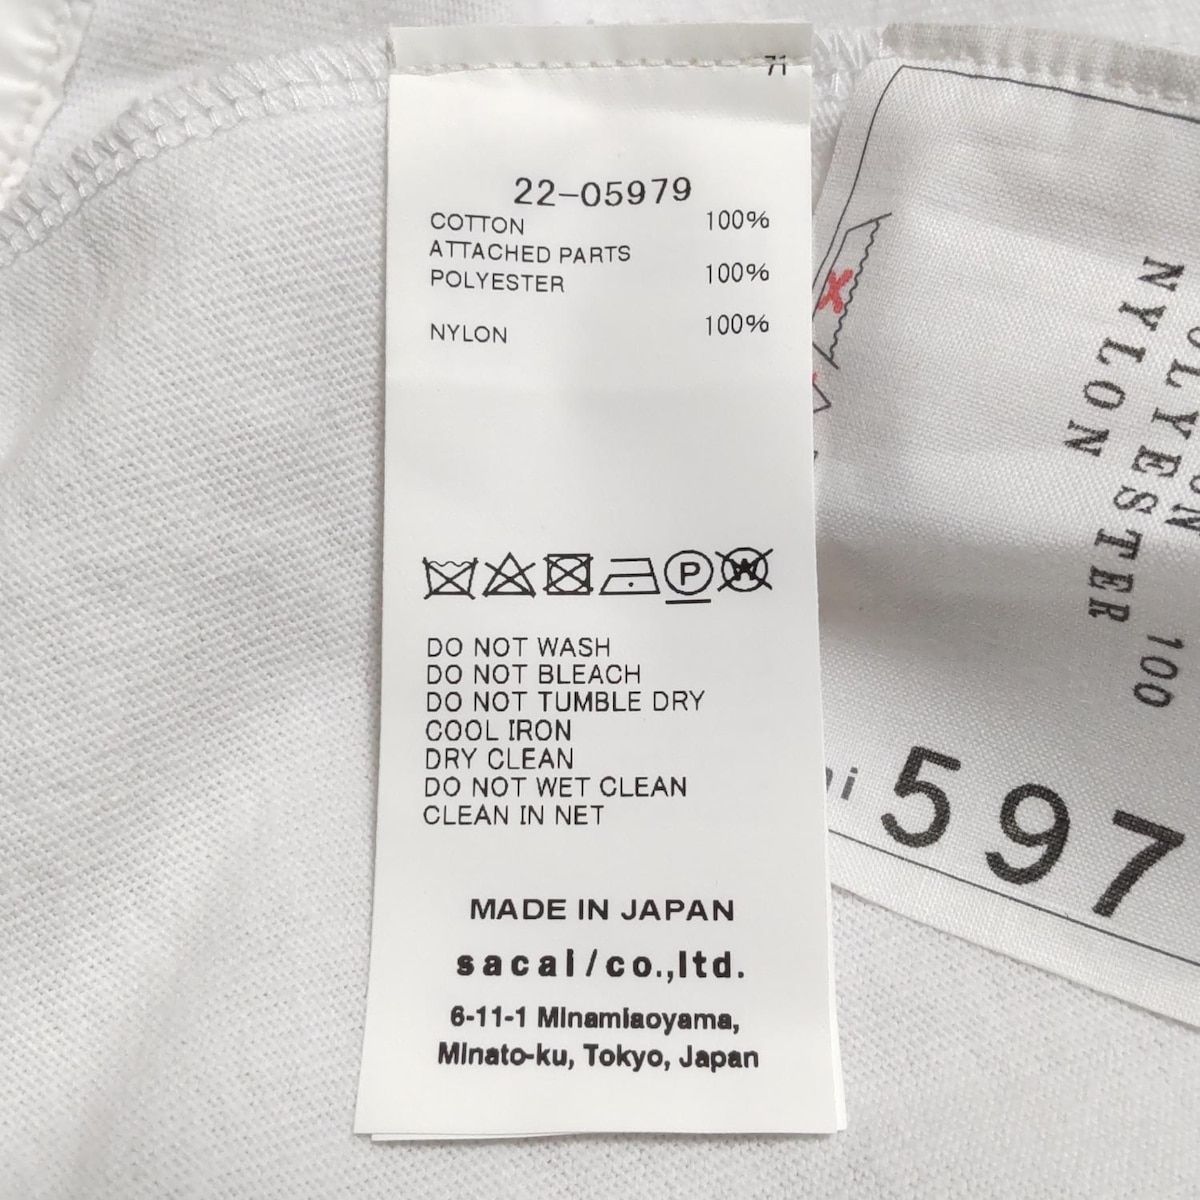 71
22-05979
COTTON 100%
ATTACHED PARTS
POLYESTER 100%
NYLON 100%
P
W
DO NOT WASH
DO NOT BLEACH
DO NOT TUMBLE DRY
COOL IRON
DRY CLEAN
DO NOT WET CLEAN
CLEAN IN NET
MADE IN JAPAN
sacai/co.,ltd.
6-11-1 Minamiaoyama,
Minato-ku, Tokyo, Japan
100
NYLON
597